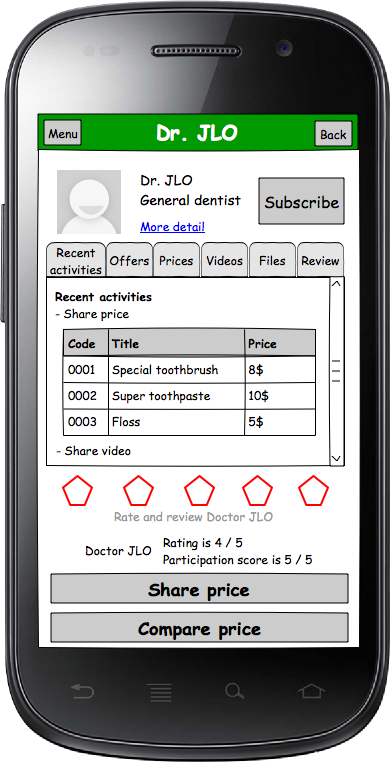 Menu
Dr. JLO
Back
Dr. JLO
General dentist
Subscribe
More detail
Recent activities
Offers
Prices
Videos
Files
Review
Recent activities
- Share price
Code Title Price
0001 Special toothbrush 8$
0002 Super toothpaste 10$
0003 Floss 5$
- Share video
Rate and review Doctor JLO
Doctor JLO
Rating is 4 / 5
Participation score is 5 / 5
Share price
Compare price